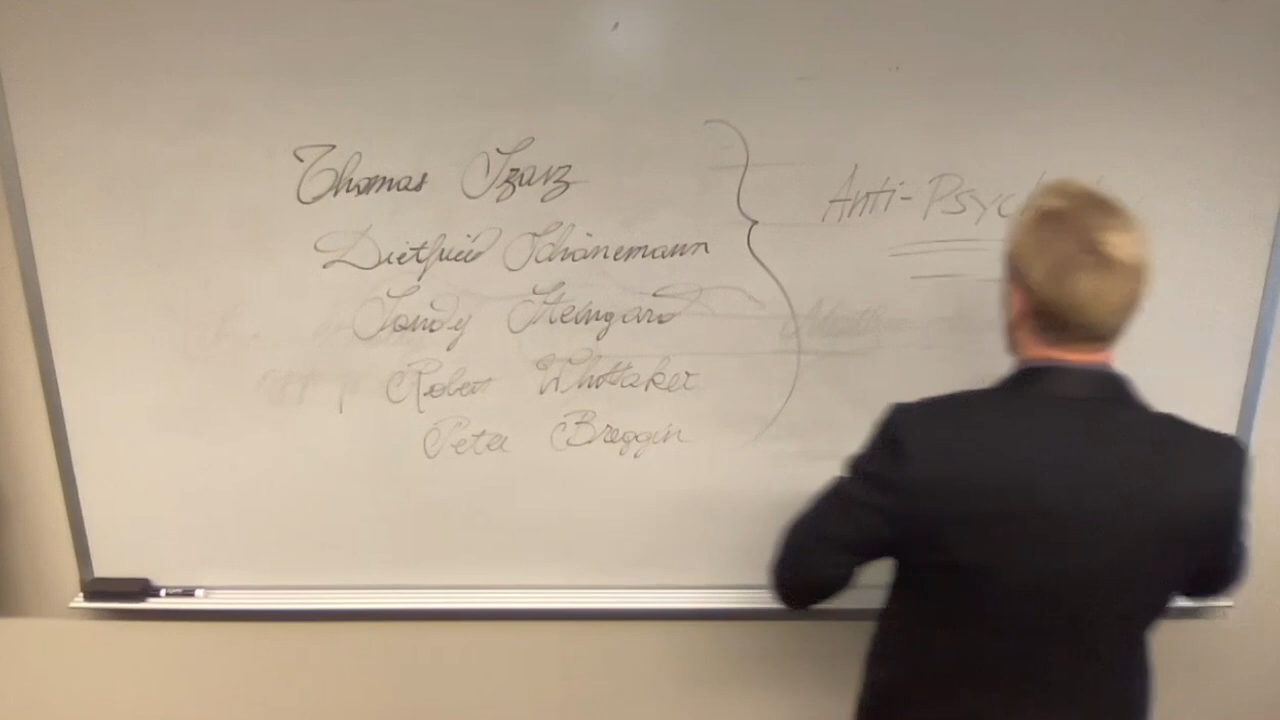 Thomas Szasz
Dietfried Schönemann
Sandy Steingard
Robert Whittaker
Peter Breggin
Anti-Psyc